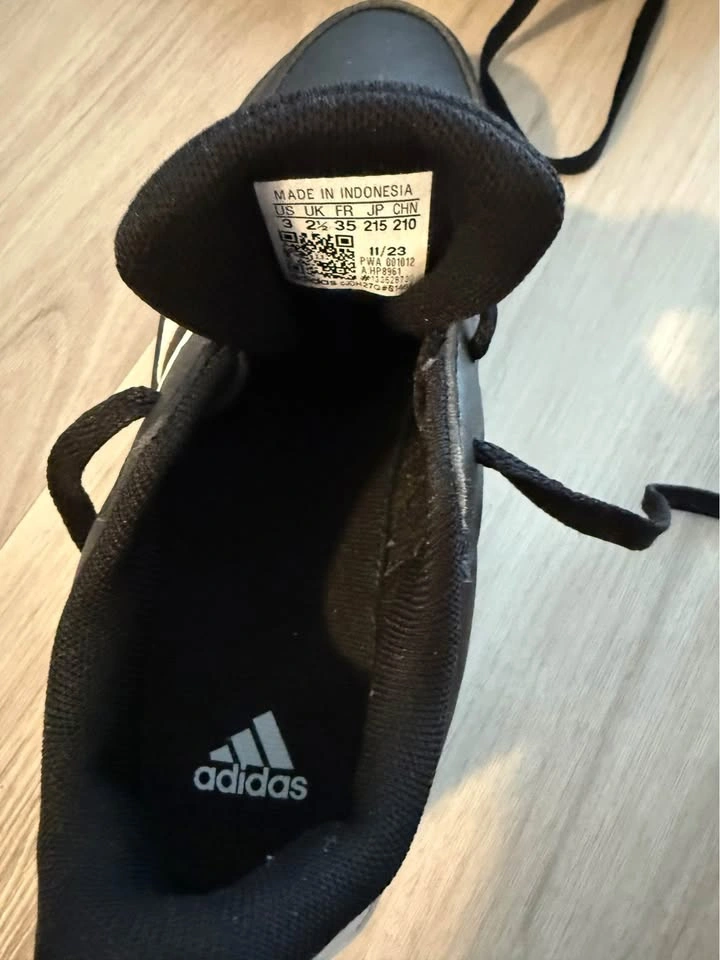 MADE IN INDONESIA
US UK FR JP CHN
3 2½ 35 215 210
11/23
PWA 001012
A HP8961
adidas
adidas